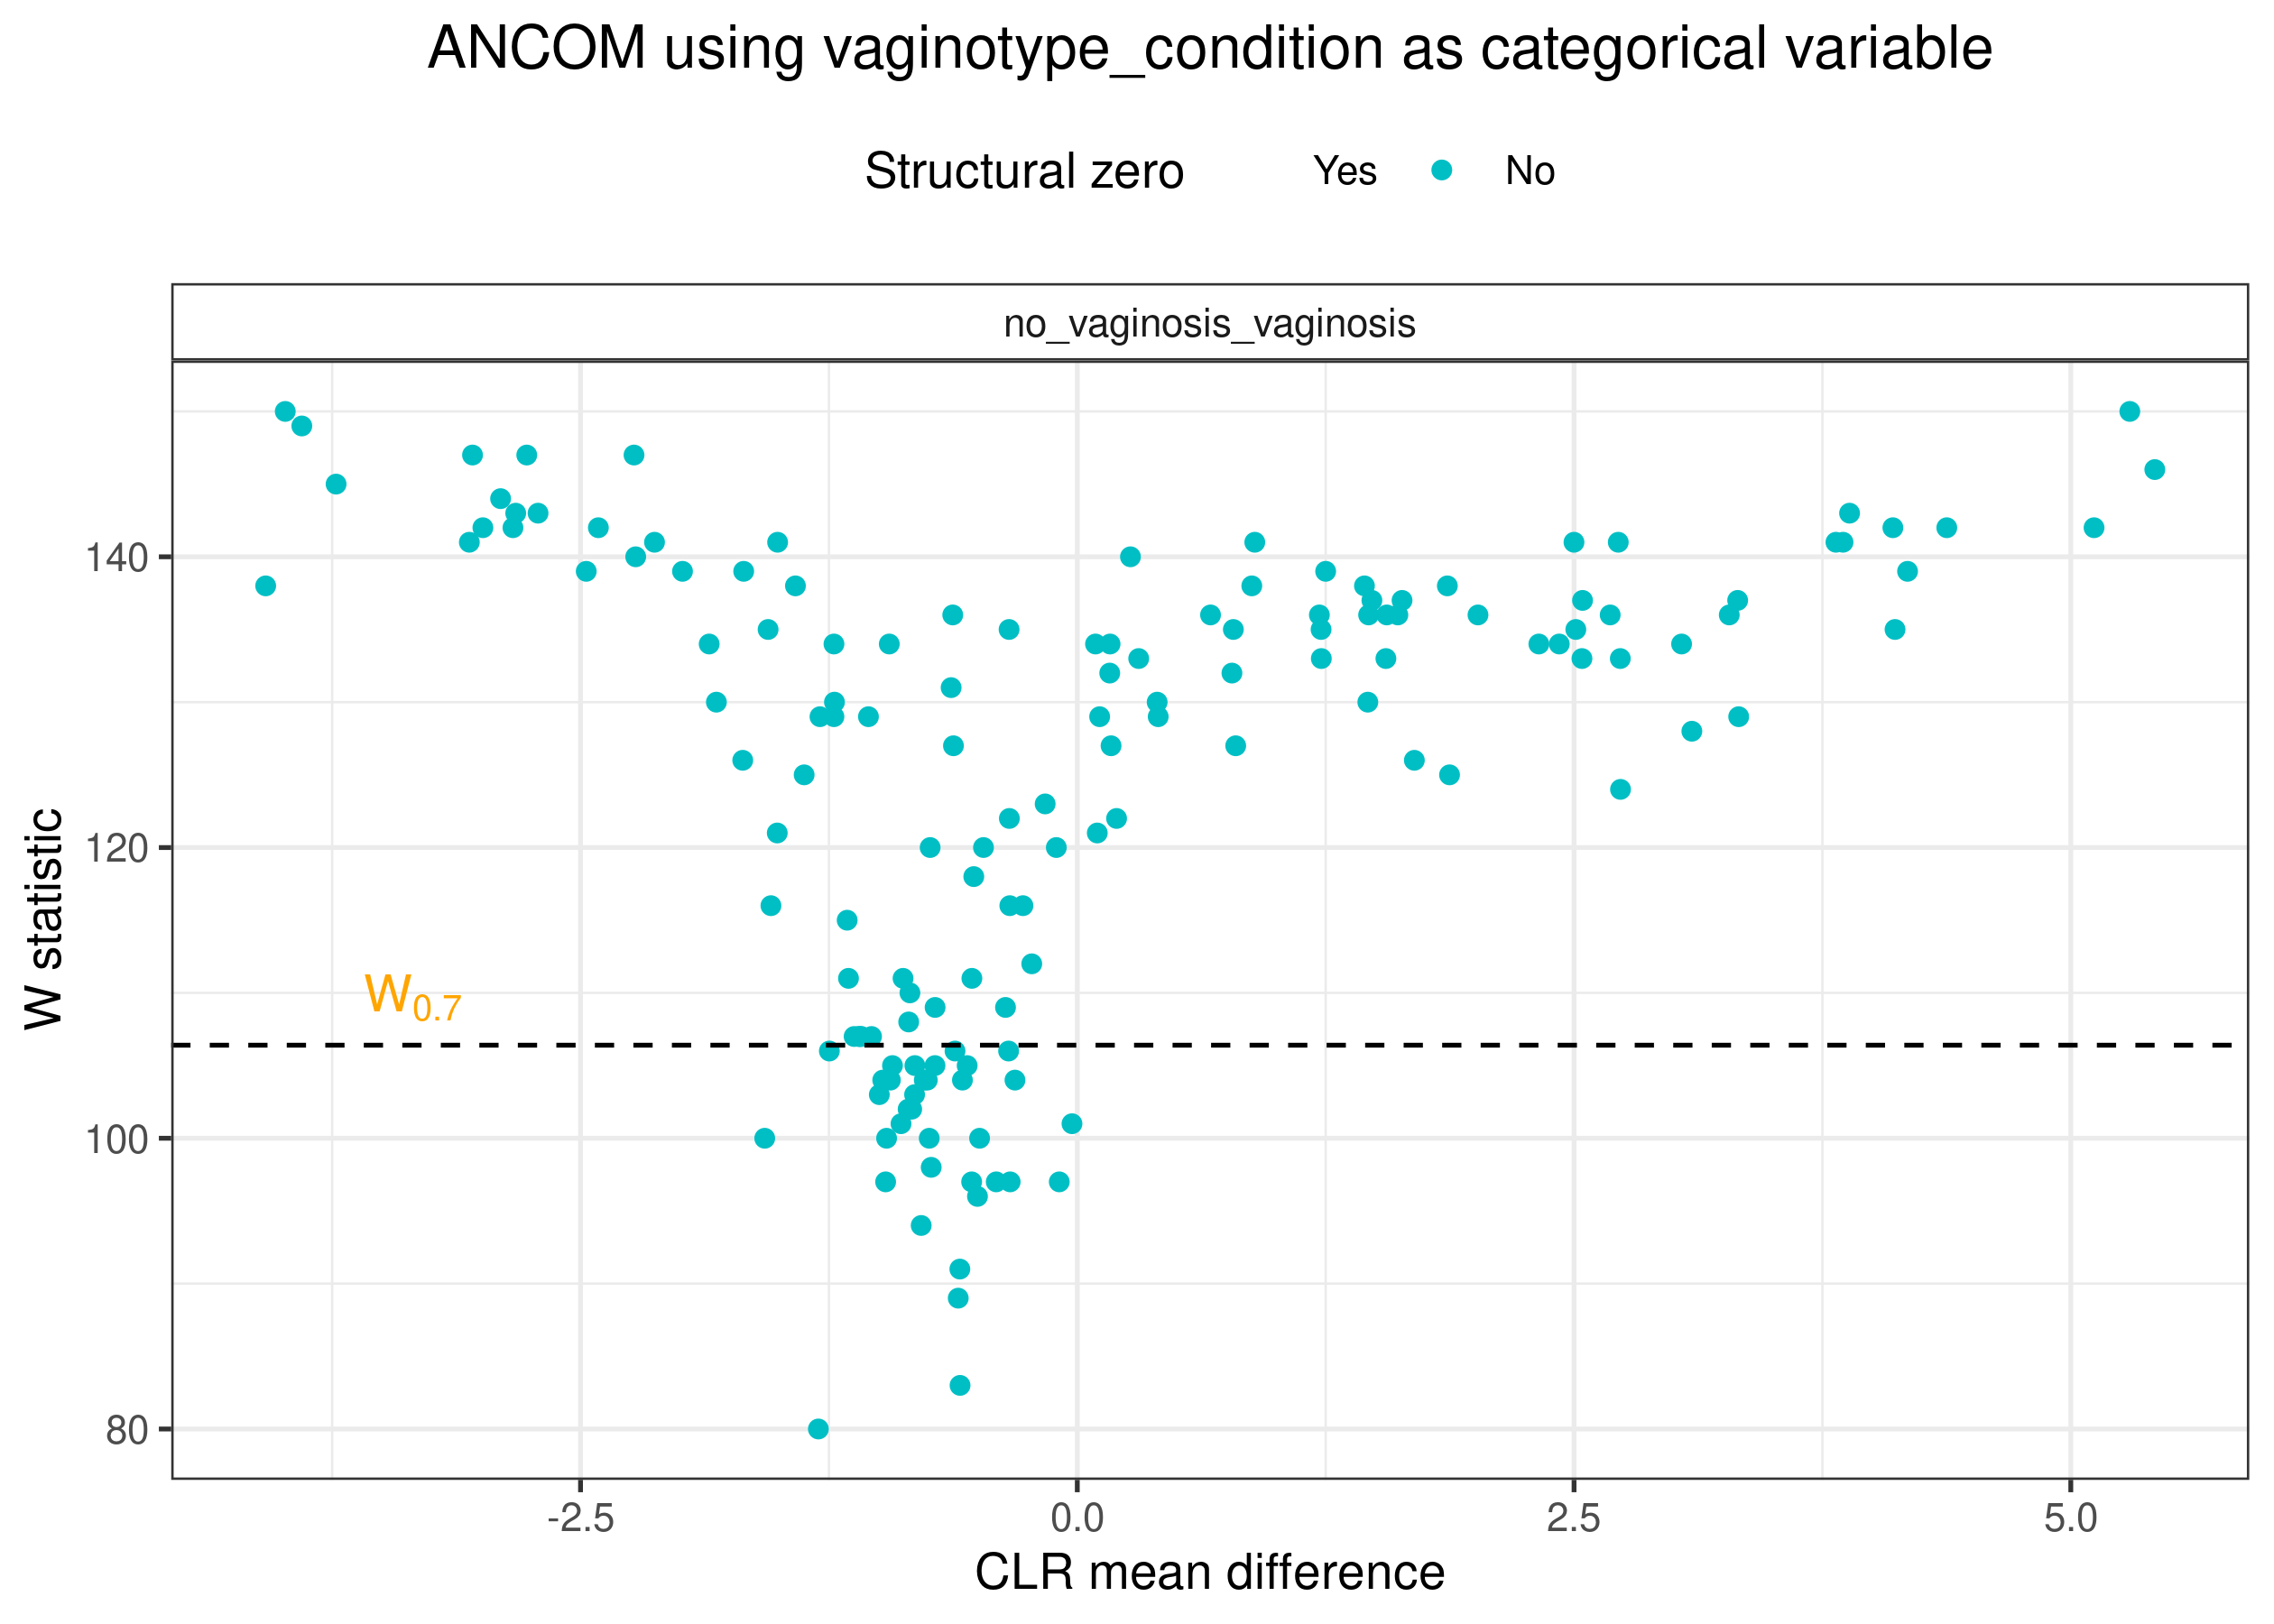 ANCOM using vaginotype_condition as categorical variable
Structural zero Yes No
no_vaginosis_vaginosis
140
120
100
80
W statistic
W0.7
-2.5 0.0 2.5 5.0
CLR mean difference